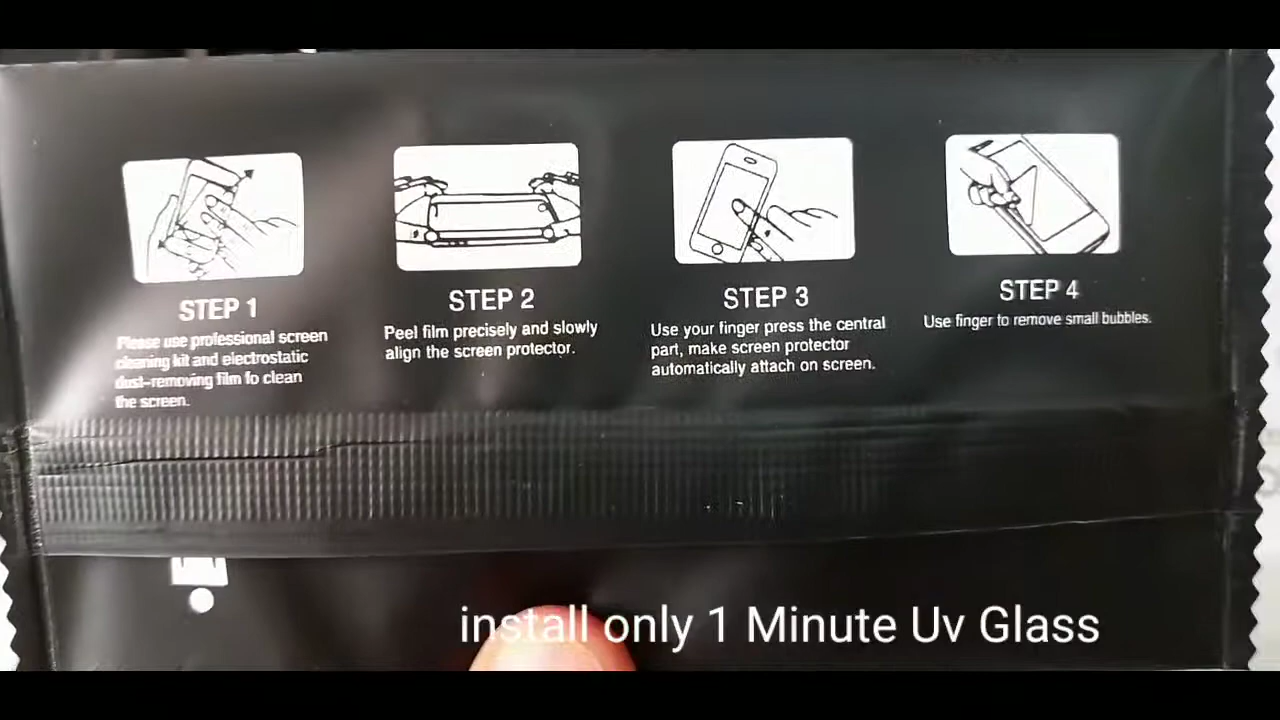 STEP 1
Please use professional screen
cleaning kit and electrostatic
dust-removing film fo clean
the screen.
STEP 2
Peel film precisely and slowly
align the screen protector.
STEP 3
Use your finger press the central
part, make screen protector
automatically attach on screen.
STEP 4
Use finger to remove small bubbles.
install only 1 Minute Uv Glass